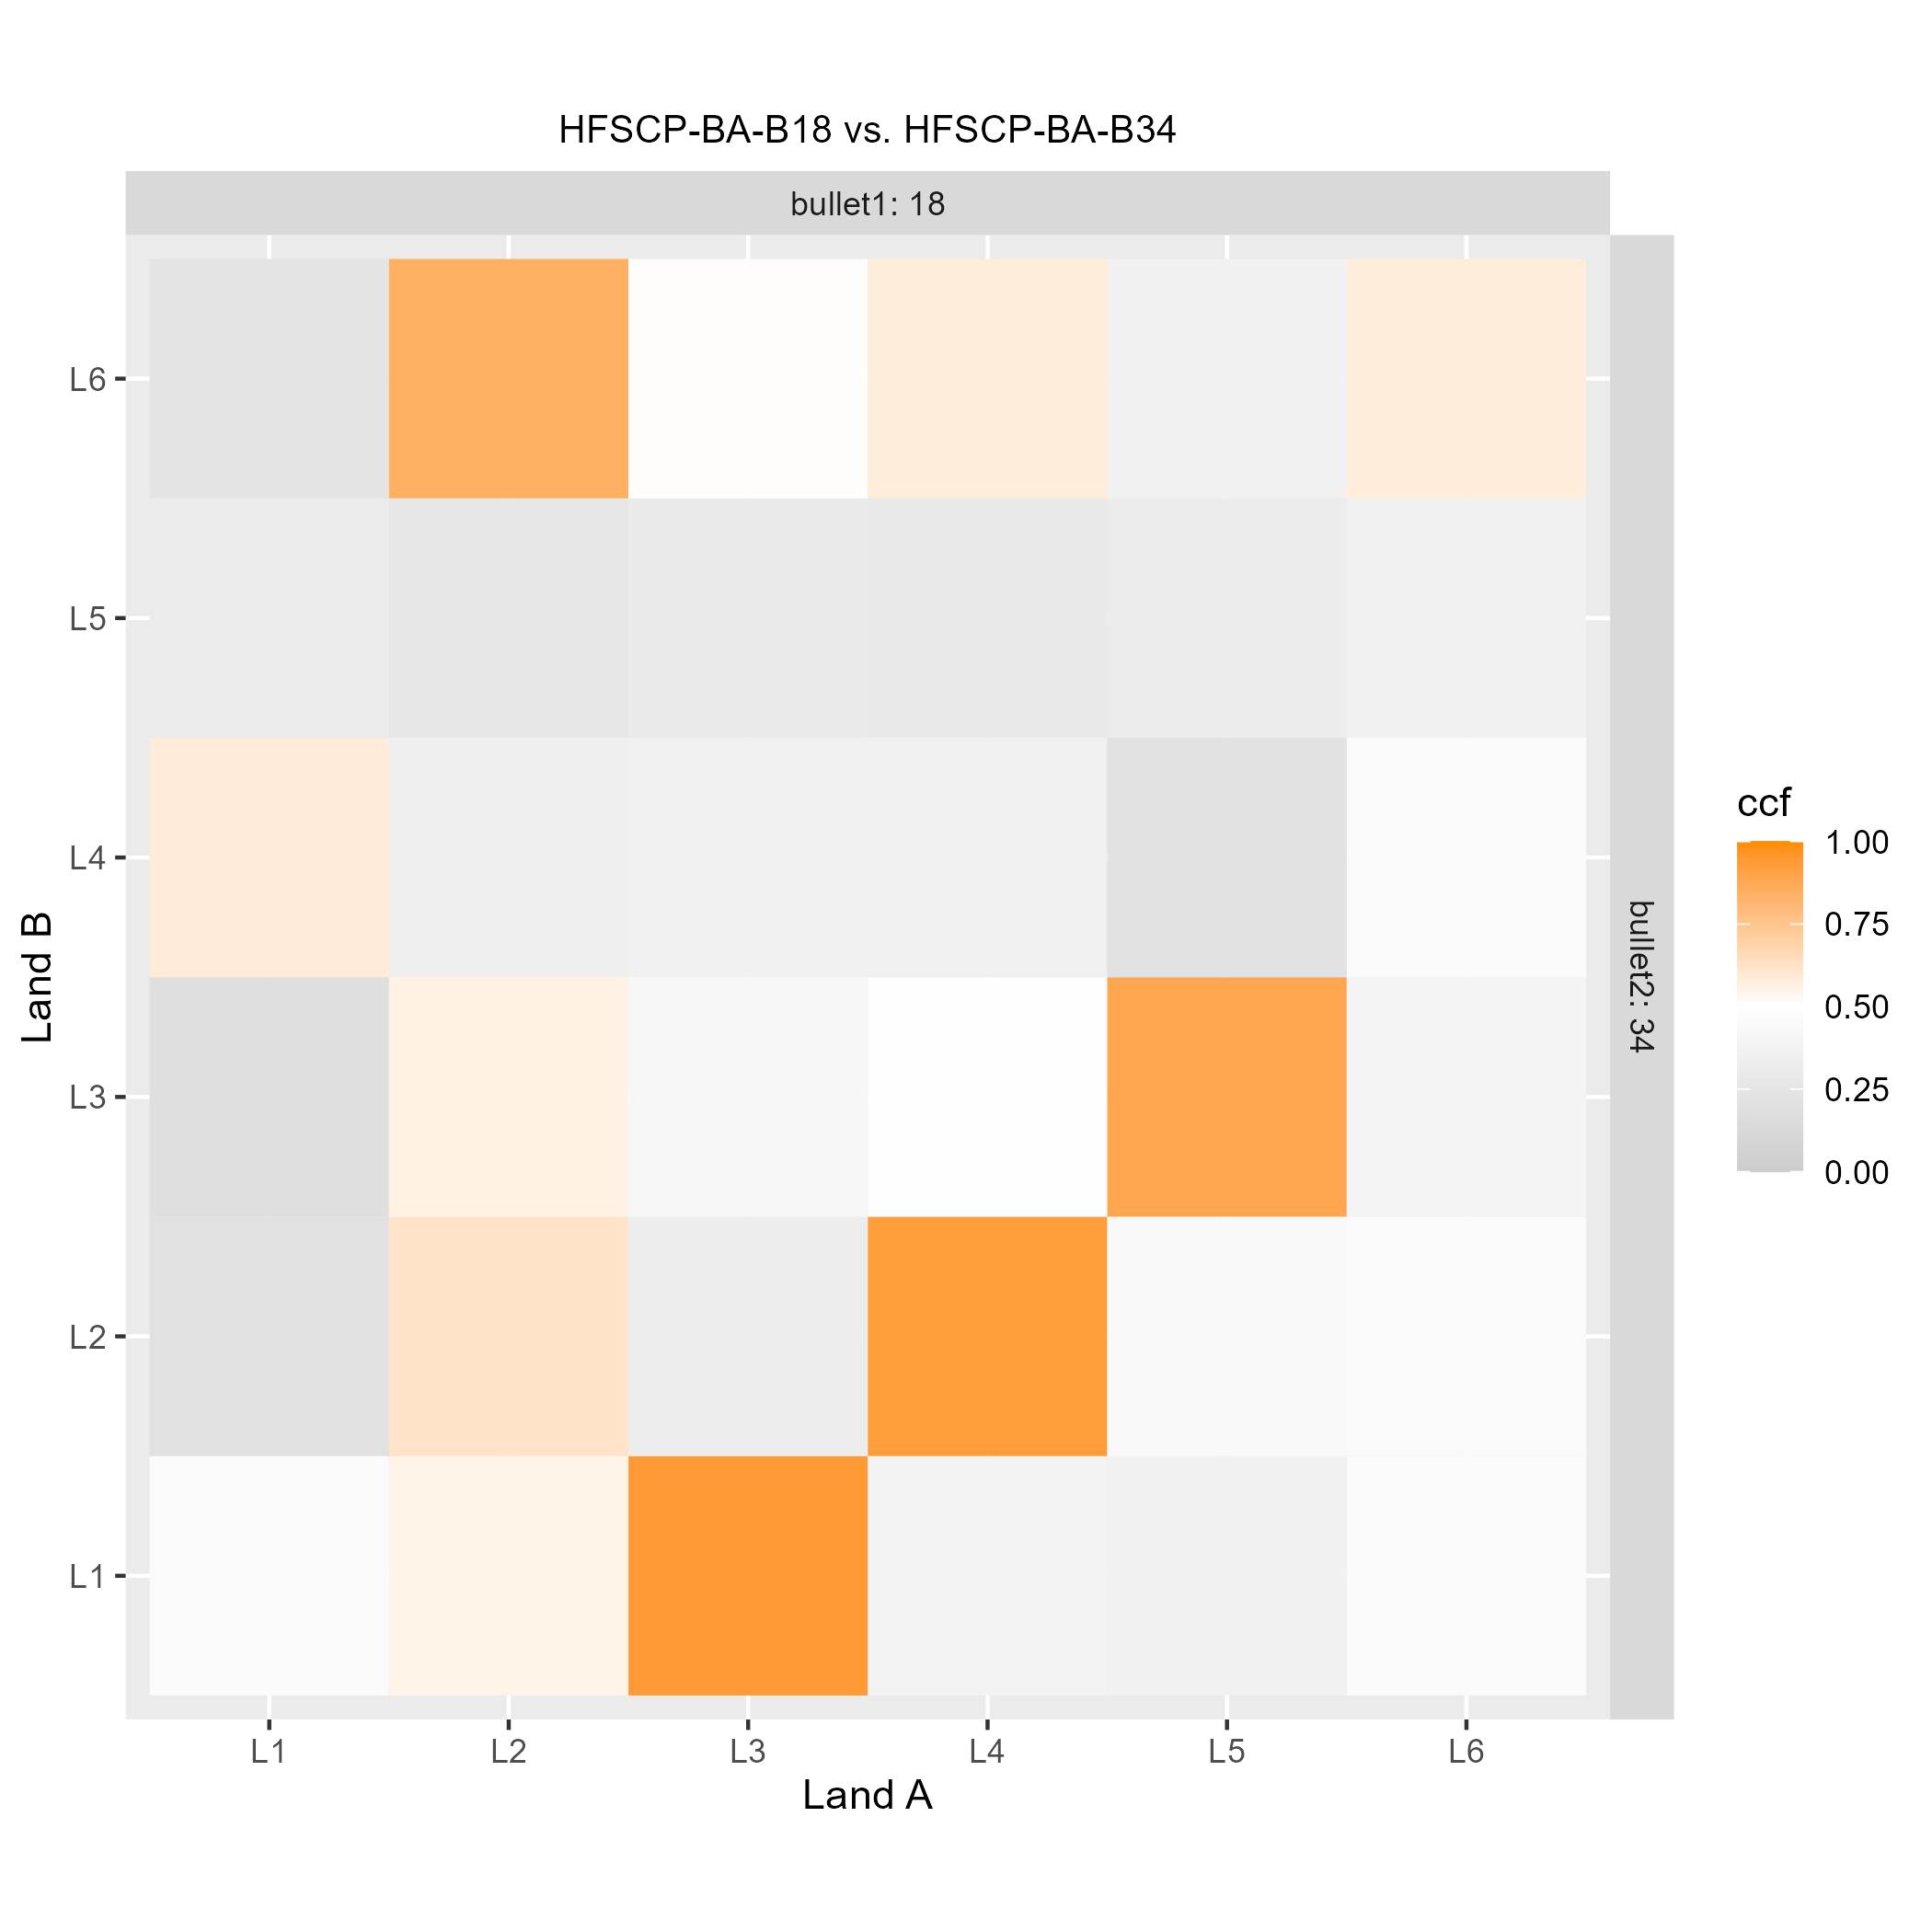 HFSCP-BA-B18 vs. HFSCP-BA-B34
bullet1: 18
L6
L5
L4
L3
L2
L1
Land B
bullet2: 34
L1 L2 L3 L4 L5 L6
Land A
ccf
1.00
0.75
0.50
0.25
0.00